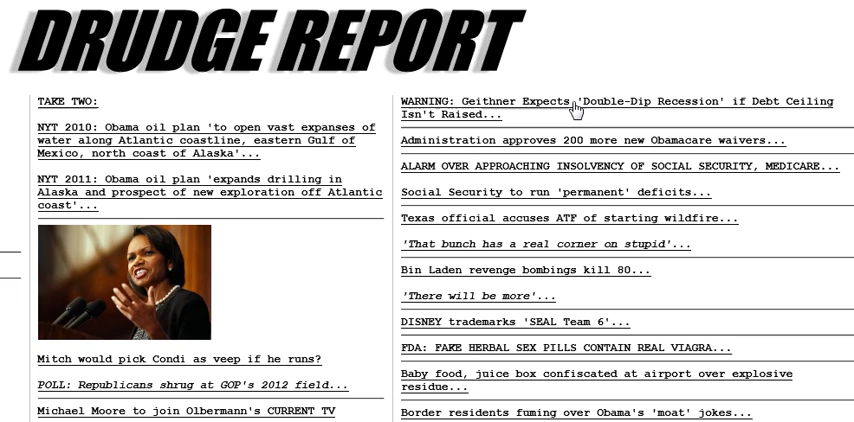 DRUDGE REPORT
TAKE TWO:
NYT 2010: Obama oil plan 'to open vast expanses of
water along Atlantic coastline, eastern Gulf of
Mexico, north coast of Alaska'...
NYT 2011: Obama oil plan 'expands drilling in
Alaska and prospect of new exploration off Atlantic
coast'...
Mitch would pick Condi as veep if he runs?
POLL: Republicans shrug at GOP's 2012 field...
Michael Moore to join Olbermann's CURRENT TV
WARNING: Geithner Expects 'Double-Dip Recession' if Debt Ceiling
Isn't Raised...
Administration approves 200 more new Obamacare waivers...
ALARM OVER APPROACHING INSOLVENCY OF SOCIAL SECURITY, MEDICARE...
Social Security to run 'permanent' deficits...
Texas official accuses ATF of starting wildfire...
'That bunch has a real corner on stupid'...
Bin Laden revenge bombings kill 80...
'There will be more'...
DISNEY trademarks 'SEAL Team 6'...
FDA: FAKE HERBAL SEX PILLS CONTAIN REAL VIAGRA...
Baby food, juice box confiscated at airport over explosive
residue...
Border residents fuming over Obama's 'moat' jokes...